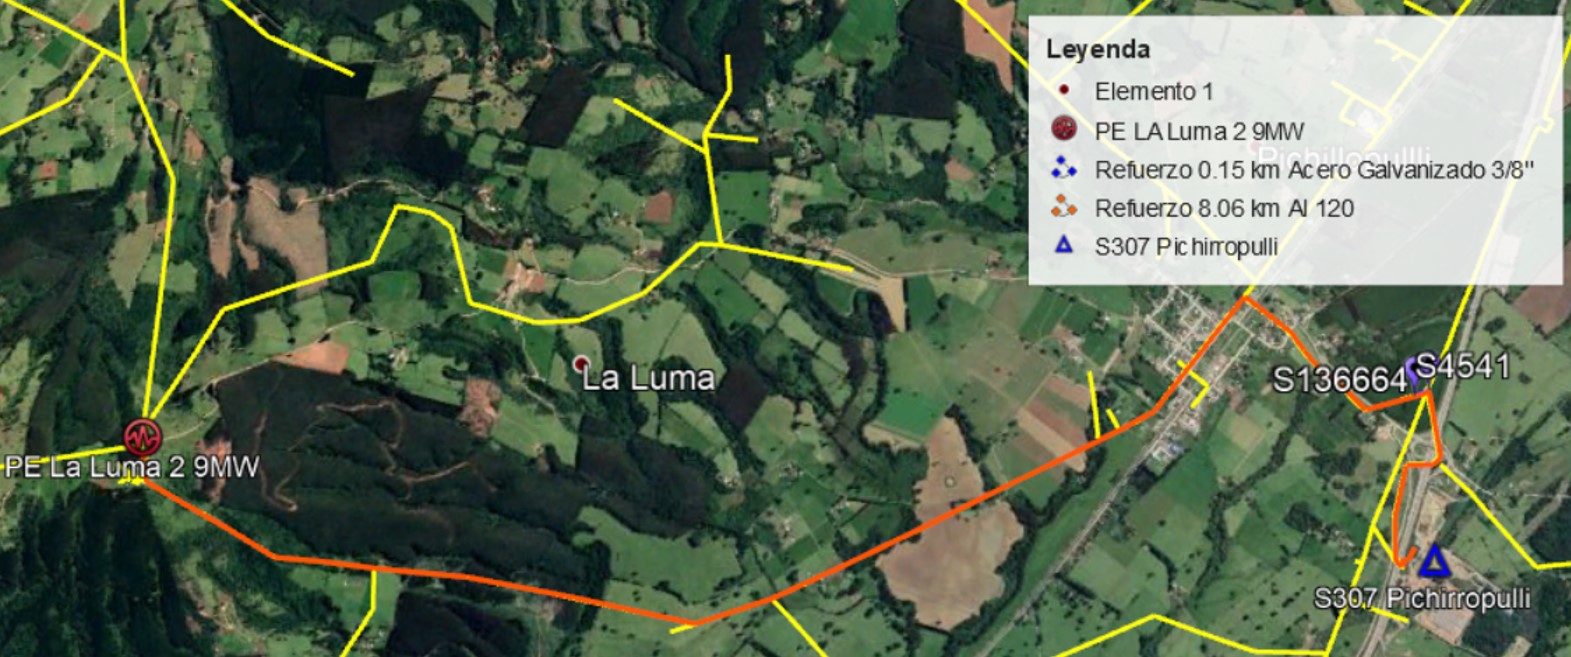 Leyenda
Elemento 1
PE LA Luma 2 9MW
Refuerzo 0.15 km Acero Galvanizado 3/8"
Refuerzo 8.06 km Al 120
S307 Pichirropulli
Pichillopullli
La Luma
S136664
S4541
PE La Luma 2 9MW
S307 Pichirropulli